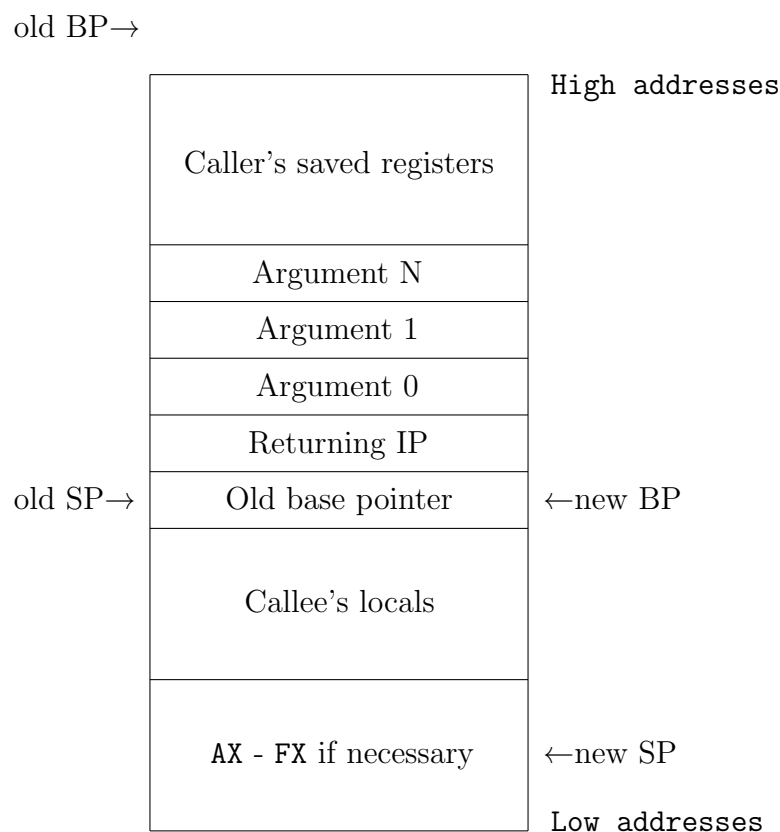 old BP→
High addresses
Caller's saved registers
Argument N
Argument 1
Argument 0
Returning IP
old SP→ Old base pointer ←new BP
Callee's locals
AX - FX if necessary ←new SP
Low addresses